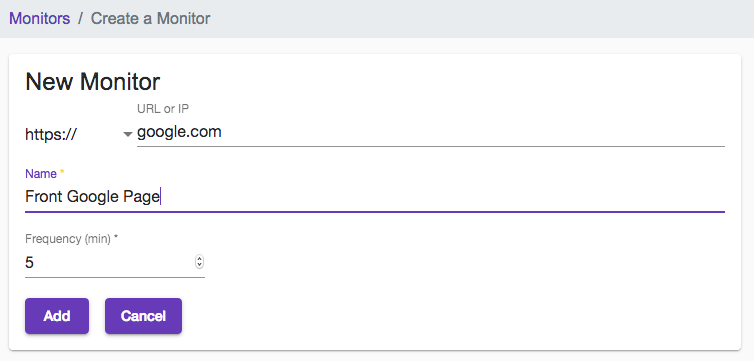 Monitors / Create a Monitor
New Monitor
URL or IP
https:// google.com
Name *
Front Google Page
Frequency (min) *
5
Add Cancel